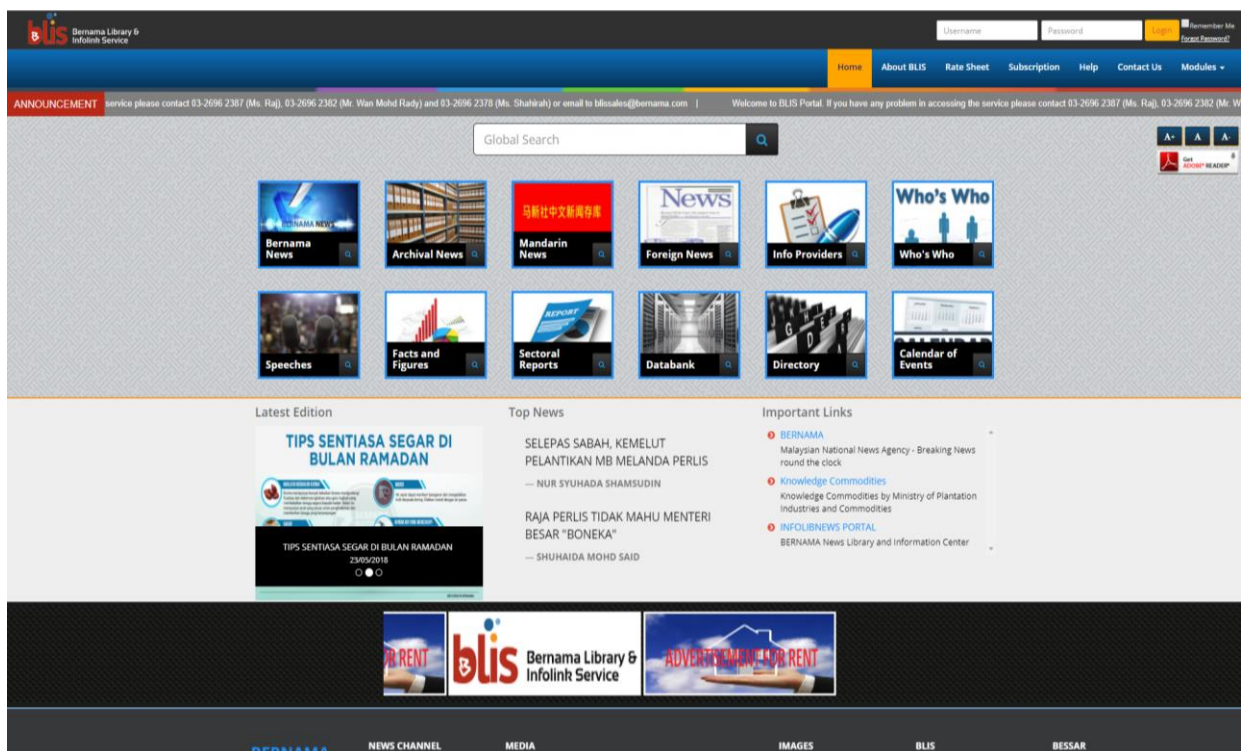 blis Bernama Library &
Infolink Service
Username Password Login Remember Me
Forgot Password?
Home About BLIS Rate Sheet Subscription Help Contact Us Modules
ANNOUNCEMENT service please contact 03-2696 2387 (Ms. Raj), 03-2696 2382 (Mr. Wan Mohd Rady) and 03-2696 2378 (Ms. Shahirah) or email to blissales@bernama.com | Welcome to BLIS Portal. If you have any problem in accessing the service please contact 03-2696 2387 (Ms. Raj), 03-2696 2382 (Mr. W
Global Search
A+ A A-
Get
ADOBE® READER®
BERNAMA NEWS
Bernama
News
Archival News
马新社中文新闻存库
Mandarin
News
News
Foreign News
Info Providers
Who's Who
Who's Who
Speeches
Facts and
Figures
REPORT
Sectoral
Reports
Databank
G H D E F A
Directory
CALENDAR
Calendar of
Events
Latest Edition
TIPS SENTIASA SEGAR DI
BULAN RAMADAN
TIPS SENTIASA SEGAR DI BULAN RAMADAN
23/05/2018
Top News
SELEPAS SABAH, KEMELUT
PELANTIKAN MB MELANDA PERLIS
— NUR SYUHADA SHAMSUDIN
RAJA PERLIS TIDAK MAHU MENTERI
BESAR "BONEKA"
— SHUHAIDA MOHD SAID
Important Links
BERNAMA
Malaysian National News Agency - Breaking News
round the clock
Knowledge Commodities
Knowledge Commodities by Ministry of Plantation
Industries and Commodities
INFOLIBNEWS PORTAL
BERNAMA News Library and Information Center
R RENT
blis Bernama Library &
Infolink Service
ADVERTISEMENT FOR RENT
BERNAMA NEWS CHANNEL MEDIA IMAGES BLIS BESSAR